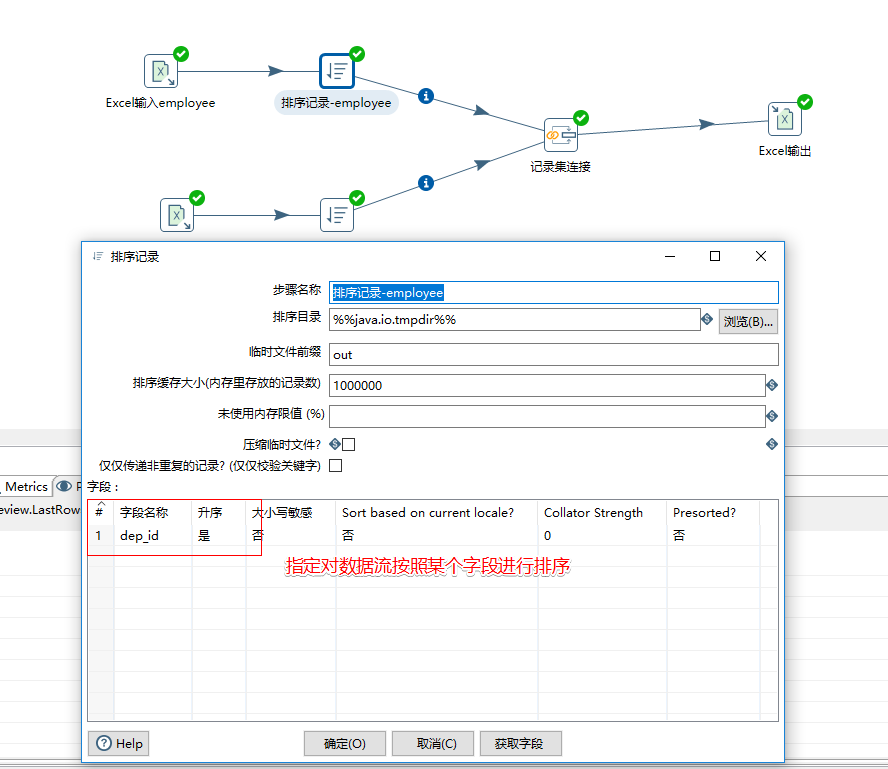 Excel输入employee
排序记录-employee
记录集连接
Excel输出
排序记录
步骤名称 排序记录-employee
排序目录 %%java.io.tmpdir%% 浏览(B)...
临时文件前缀 out
排序缓存大小(内存里存放的记录数) 1000000
未使用内存限值 (%)
压缩临时文件?
仅仅传递非重复的记录? (仅仅校验关键字)
Metrics P
字段 :
eview.LastRow
# 字段名称 升序 大小写敏感 Sort based on current locale? Collator Strength Presorted?
1 dep_id 是 否 否 0 否
指定对数据流按照某个字段进行排序
Help 确定(O) 取消(C) 获取字段